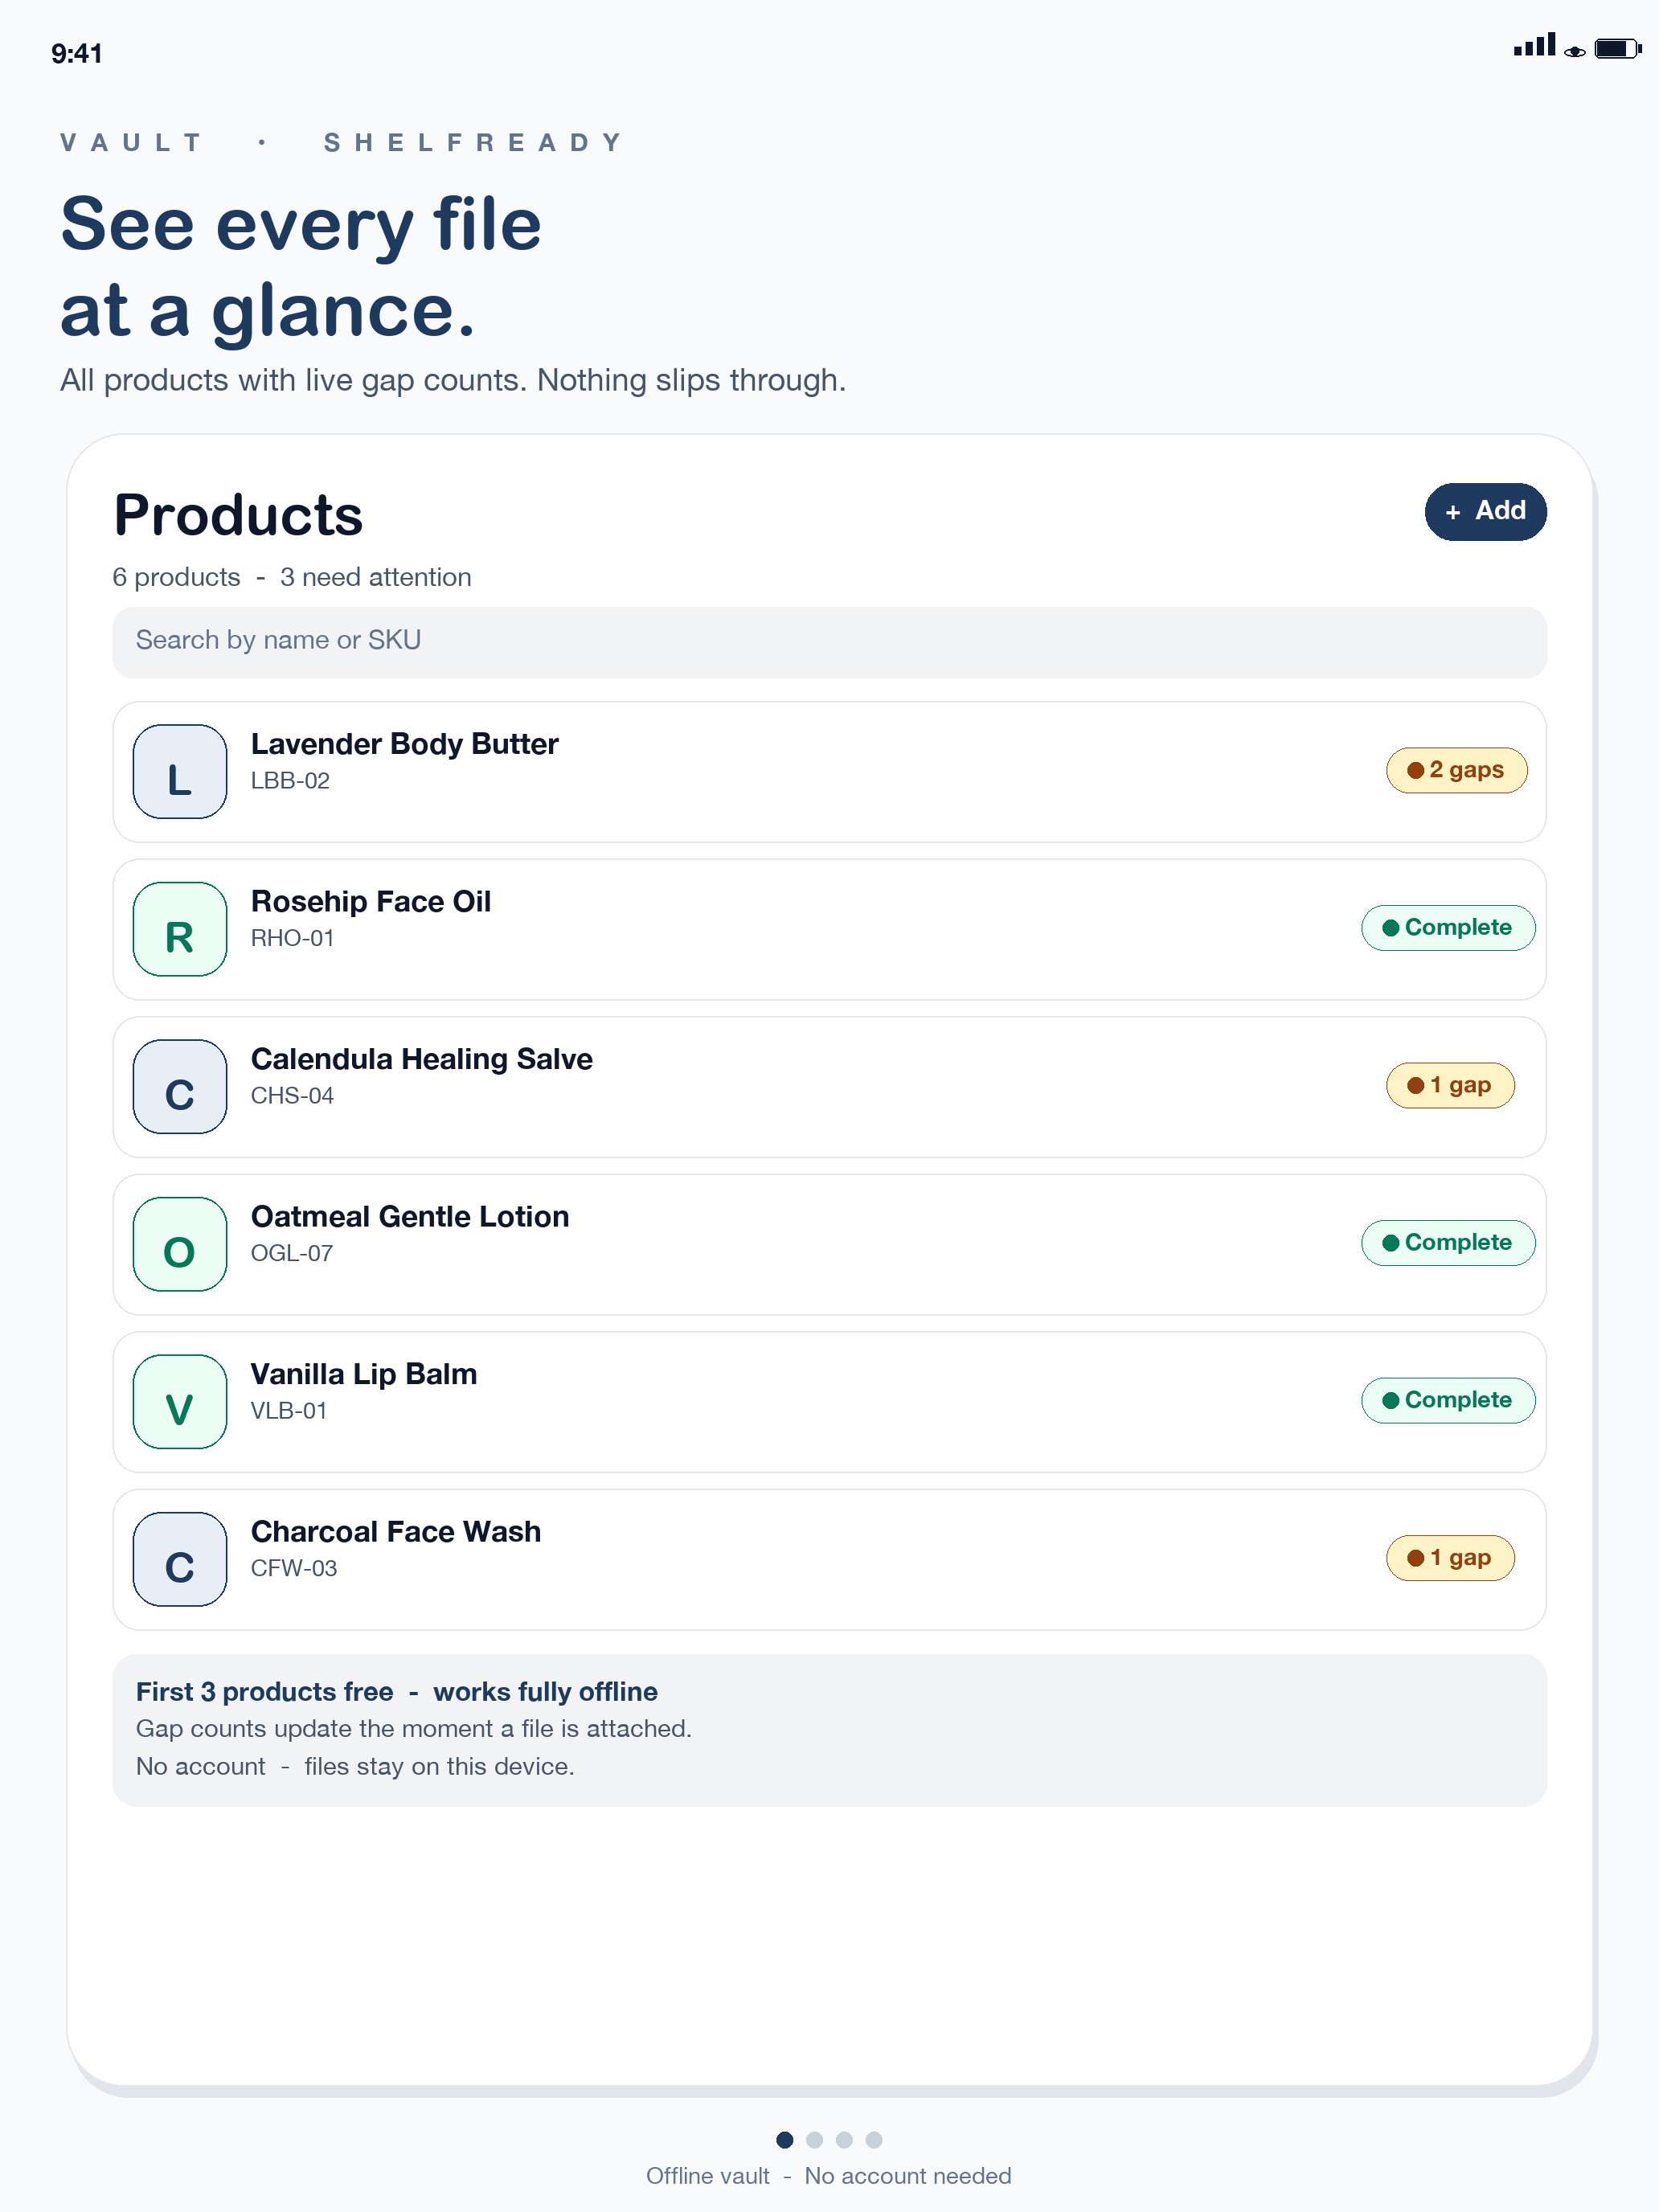 9:41
VAULT · SHELFREADY
See every file
at a glance.
All products with live gap counts. Nothing slips through.
Products
+ Add
6 products - 3 need attention
Search by name or SKU
L
Lavender Body Butter
LBB-02
2 gaps
R
Rosehip Face Oil
RHO-01
Complete
C
Calendula Healing Salve
CHS-04
1 gap
O
Oatmeal Gentle Lotion
OGL-07
Complete
V
Vanilla Lip Balm
VLB-01
Complete
C
Charcoal Face Wash
CFW-03
1 gap
First 3 products free - works fully offline
Gap counts update the moment a file is attached.
No account - files stay on this device.
Offline vault - No account needed